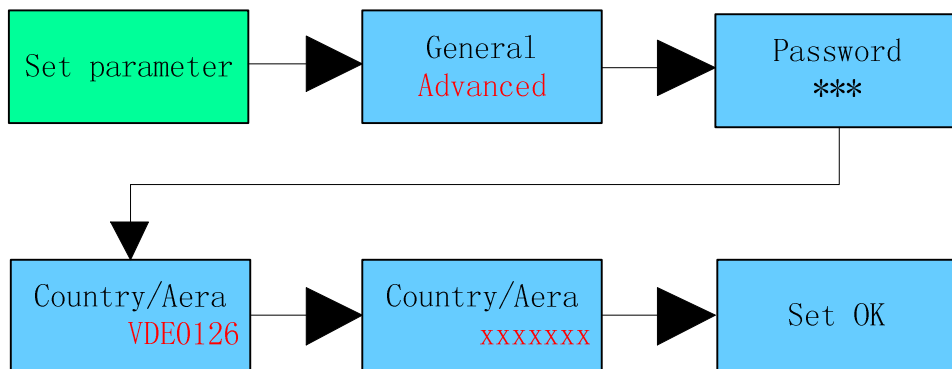 Set parameter
General
Advanced
Password
***
Country/Aera
VDE0126
Country/Aera
xxxxxxx
Set OK